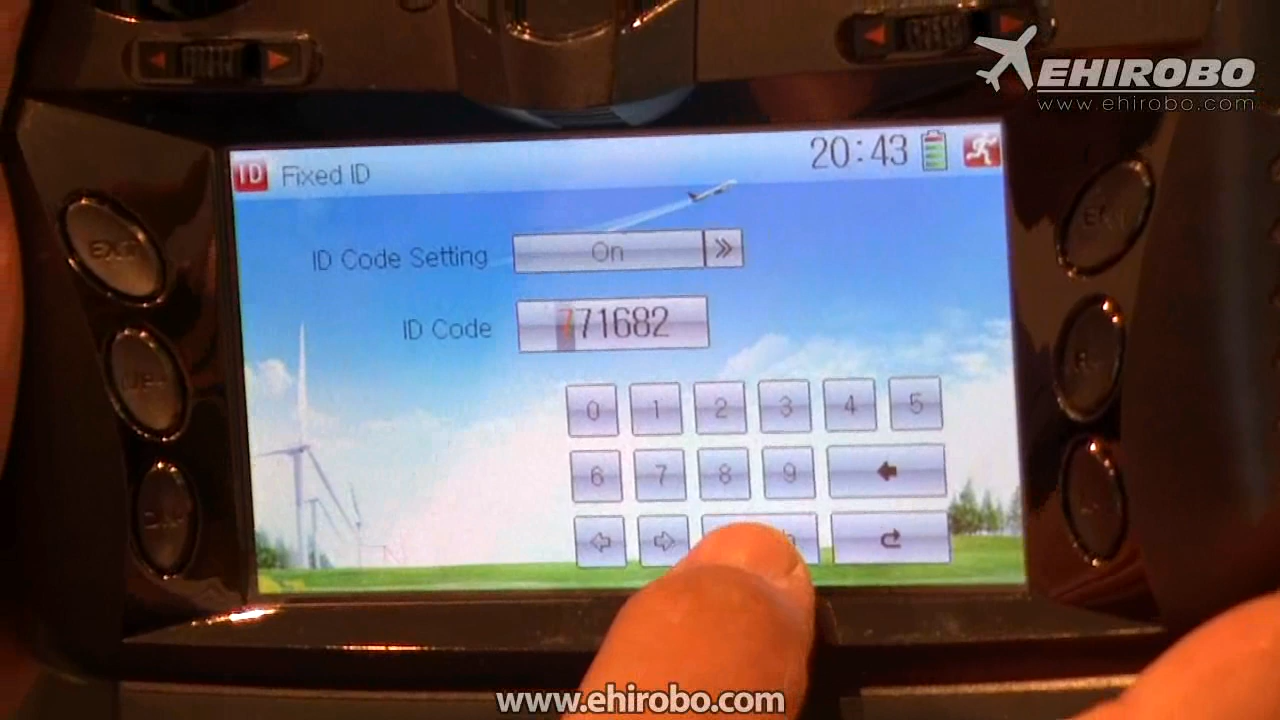 EHIROBO
www.ehirobo.com
ID Fixed ID 20:43
EXIT
ID Code Setting On
ID Code 771682
0 1 2 3 4 5
6 7 8 9
www.ehirobo.com